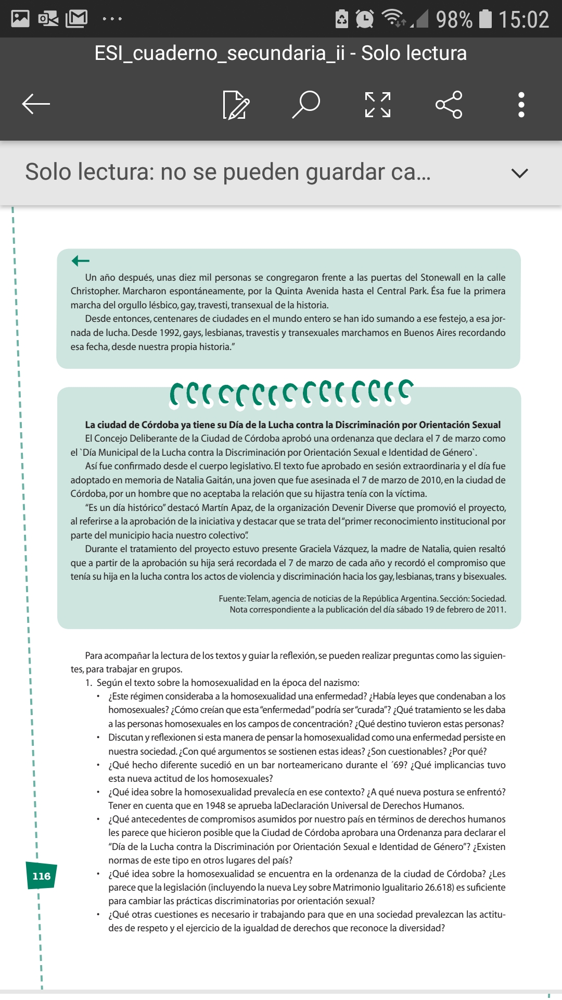 98% 15:02
ESI_cuaderno_secundaria_ii - Solo lectura
Solo lectura: no se pueden guardar ca...
Un año después, unas diez mil personas se congregaron frente a las puertas del Stonewall en la calle
Christopher. Marcharon espontáneamente, por la Quinta Avenida hasta el Central Park. Ésa fue la primera
marcha del orgullo lésbico, gay, travesti, transexual de la historia.
Desde entonces, centenares de ciudades en el mundo entero se han ido sumando a ese festejo, a esa jor-
nada de lucha. Desde 1992, gays, lesbianas, travestis y transexuales marchamos en Buenos Aires recordando
esa fecha, desde nuestra propia historia.”
La ciudad de Córdoba ya tiene su Día de la Lucha contra la Discriminación por Orientación Sexual
El Concejo Deliberante de la Ciudad de Córdoba aprobó una ordenanza que declara el 7 de marzo como
el `Día Municipal de la Lucha contra la Discriminación por Orientación Sexual e Identidad de Género`.
Así fue confirmado desde el cuerpo legislativo. El texto fue aprobado en sesión extraordinaria y el día fue
adoptado en memoria de Natalia Gaitán, una joven que fue asesinada el 7 de marzo de 2010, en la ciudad de
Córdoba, por un hombre que no aceptaba la relación que su hijastra tenía con la víctima.
“Es un día histórico” destacó Martín Apaz, de la organización Devenir Diverse que promovió el proyecto,
al referirse a la aprobación de la iniciativa y destacar que se trata del “primer reconocimiento institucional por
parte del municipio hacia nuestro colectivo”.
Durante el tratamiento del proyecto estuvo presente Graciela Vázquez, la madre de Natalia, quien resaltó
que a partir de la aprobación su hija será recordada el 7 de marzo de cada año y recordó el compromiso que
tenía su hija en la lucha contra los actos de violencia y discriminación hacia los gay, lesbianas, trans y bisexuales.
Fuente: Telam, agencia de noticias de la República Argentina. Sección: Sociedad.
Nota correspondiente a la publicación del día sábado 19 de febrero de 2011.
Para acompañar la lectura de los textos y guiar la reflexión, se pueden realizar preguntas como las siguien-
tes, para trabajar en grupos.
1. Según el texto sobre la homosexualidad en la época del nazismo:
• ¿Este régimen consideraba a la homosexualidad una enfermedad? ¿Había leyes que condenaban a los
homosexuales? ¿Cómo creían que esta “enfermedad” podría ser “curada”? ¿Qué tratamiento se les daba
a las personas homosexuales en los campos de concentración? ¿Qué destino tuvieron estas personas?
• Discutan y reflexionen si esta manera de pensar la homosexualidad como una enfermedad persiste en
nuestra sociedad. ¿Con qué argumentos se sostienen estas ideas? ¿Son cuestionables? ¿Por qué?
• ¿Qué hecho diferente sucedió en un bar norteamericano durante el ´69? ¿Qué implicancias tuvo
esta nueva actitud de los homosexuales?
• ¿Qué idea sobre la homosexualidad prevalecía en ese contexto? ¿A qué nueva postura se enfrentó?
Tener en cuenta que en 1948 se aprueba laDeclaración Universal de Derechos Humanos.
• ¿Qué antecedentes de compromisos asumidos por nuestro país en términos de derechos humanos
les parece que hicieron posible que la Ciudad de Córdoba aprobara una Ordenanza para declarar el
“Día de la Lucha contra la Discriminación por Orientación Sexual e Identidad de Género”? ¿Existen
normas de este tipo en otros lugares del país?
• ¿Qué idea sobre la homosexualidad se encuentra en la ordenanza de la ciudad de Córdoba? ¿Les
parece que la legislación (incluyendo la nueva Ley sobre Matrimonio Igualitario 26.618) es suficiente
para cambiar las prácticas discriminatorias por orientación sexual?
• ¿Qué otras cuestiones es necesario ir trabajando para que en una sociedad prevalezcan las actitu-
des de respeto y el ejercicio de la igualdad de derechos que reconoce la diversidad?
116